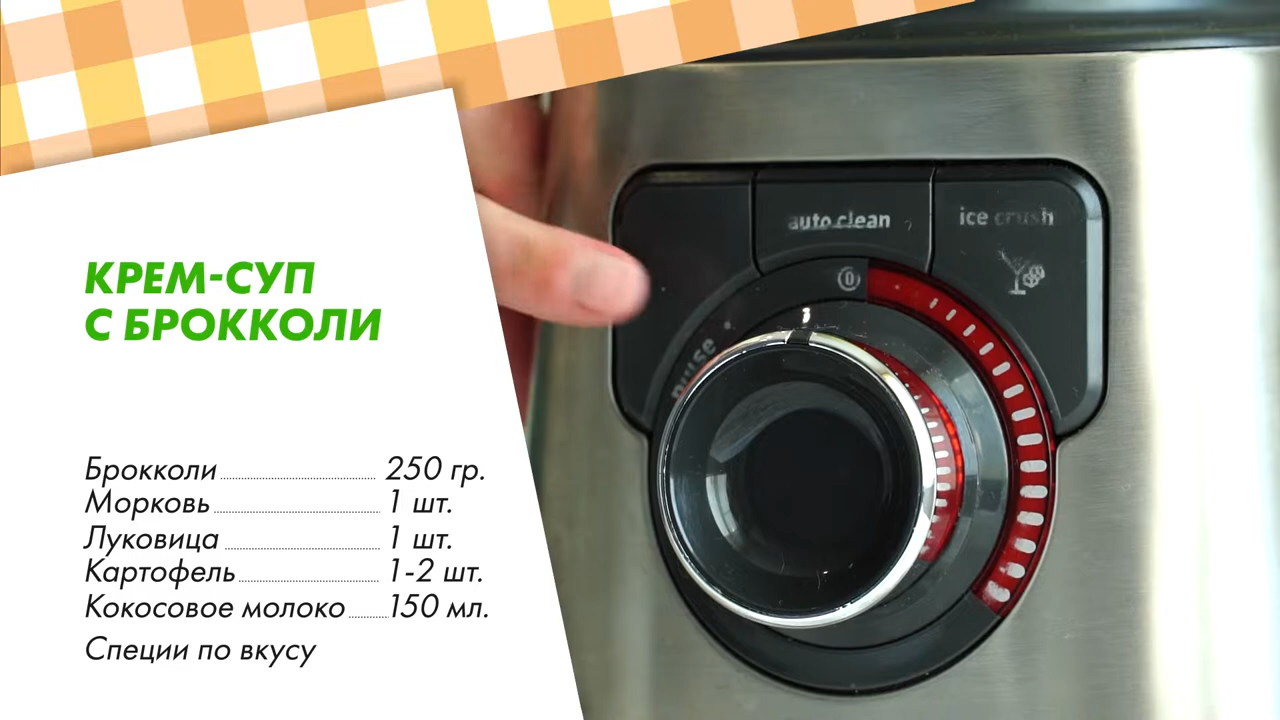 КРЕМ-СУП
С БРОККОЛИ
Брокколи 250 гр.
Морковь 1 шт.
Луковица 1 шт.
Картофель 1-2 шт.
Кокосовое молоко 150 мл.
Специи по вкусу
auto clean
ice crush
0
pulse